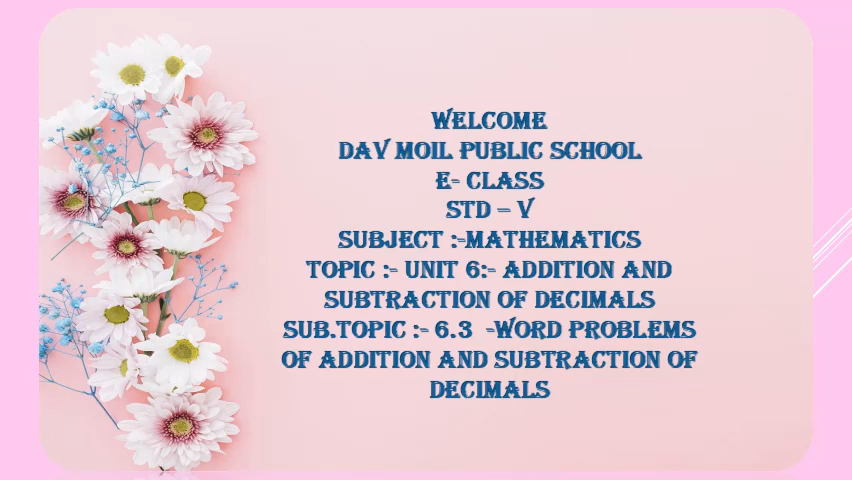 WELCOME
DAV MOIL PUBLIC SCHOOL
E- CLASS
STD – V
SUBJECT :-MATHEMATICS
TOPIC :- UNIT 6:- ADDITION AND
SUBTRACTION OF DECIMALS
SUB.TOPIC :- 6.3 -WORD PROBLEMS
OF ADDITION AND SUBTRACTION OF
DECIMALS